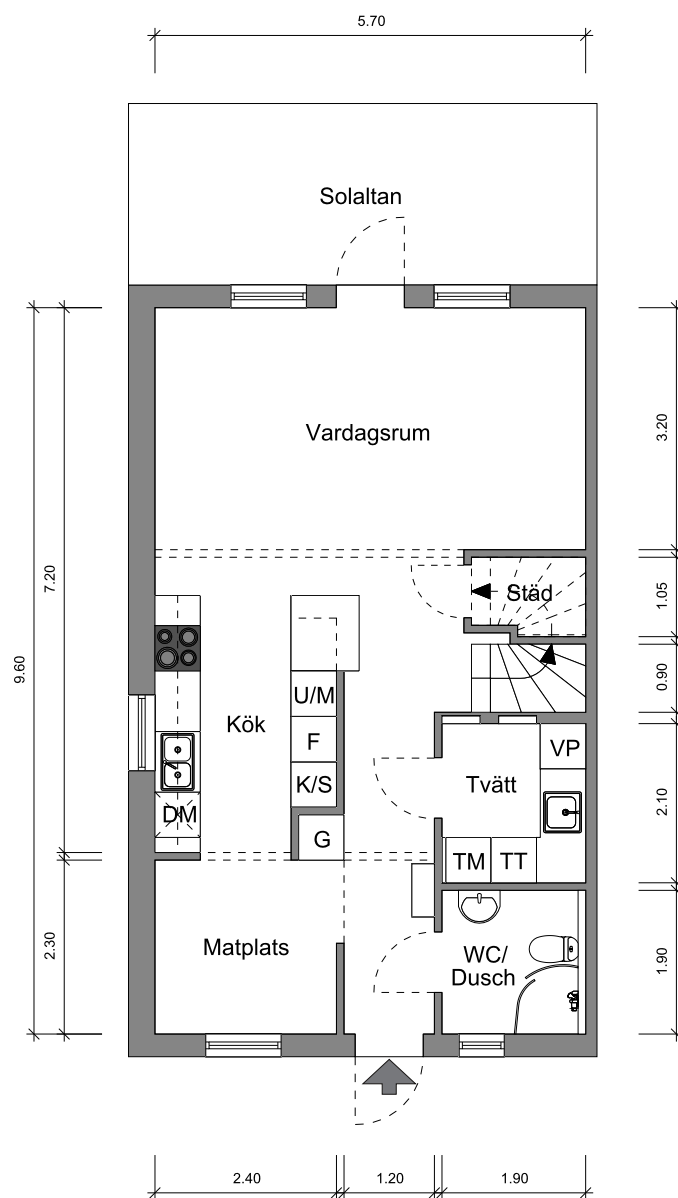 5.70
Solaltan
Vardagsrum
3.20
7.20
9.60
Städ
1.05
0.90
U/M
Kök
F
VP
K/S
Tvätt
DM
2.10
G
TM TT
2.30
Matplats
WC/
Dusch
1.90
2.40 1.20 1.90